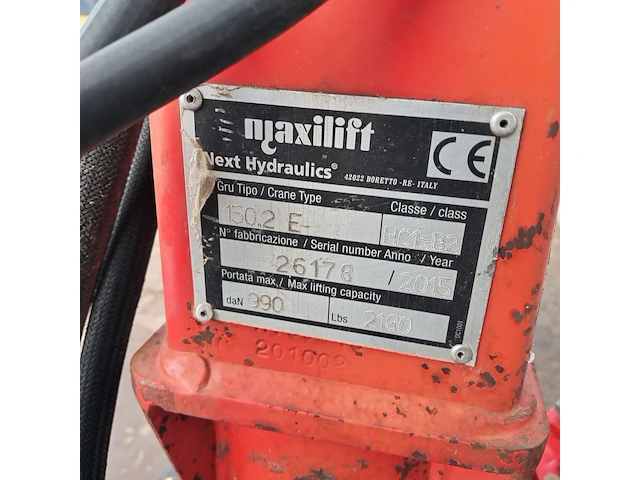 maxilift
Next Hydraulics®
42022 BORETTO -RE- ITALY
CE
Gru Tipo / Crane Type
Classe / class
150.2 E
HC1-B2
N° fabbricazione / Serial number
Anno / Year
26178
/ 2015
Portata max./ Max lifting capacity
daN 990
Lbs 2180
201002